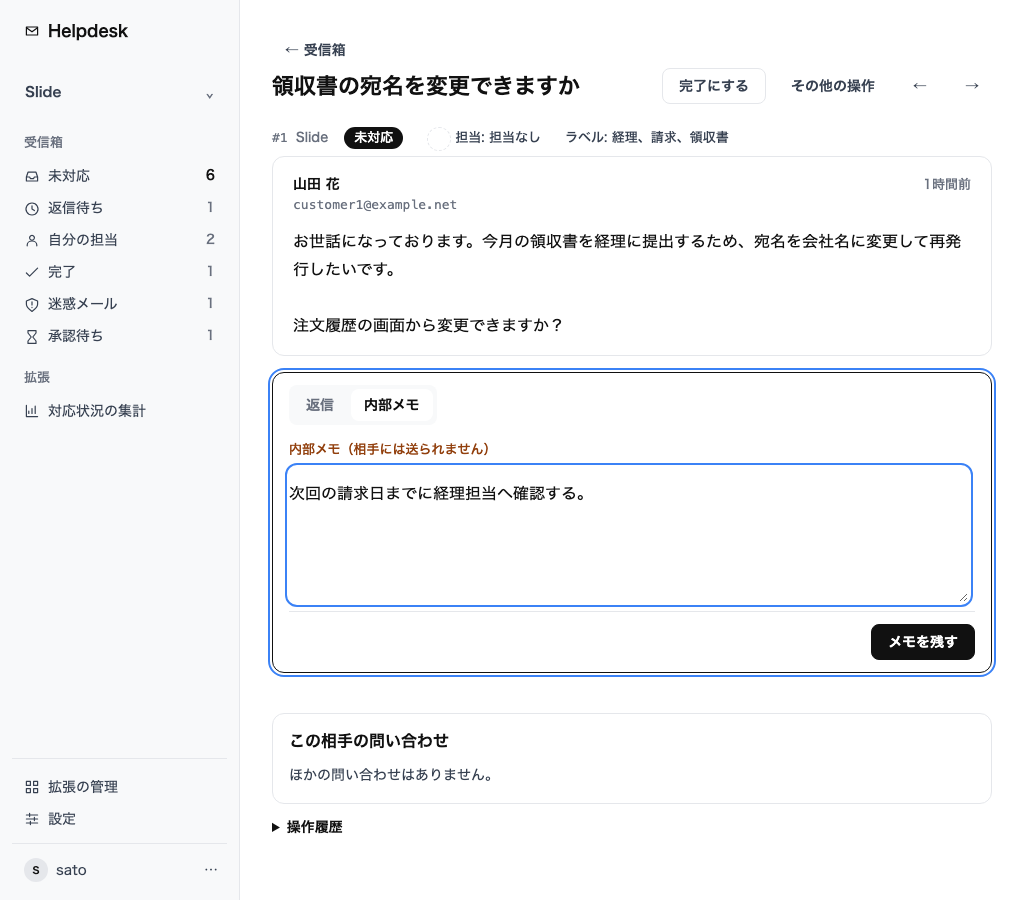 Helpdesk
Slide
受信箱
未対応 6
返信待ち 1
自分の担当 2
完了 1
迷惑メール 1
承認待ち 1
拡張
対応状況の集計
拡張の管理
設定
S sato ...
← 受信箱
領収書の宛名を変更できますか
完了にする その他の操作 ← →
#1 Slide 未対応 担当: 担当なし ラベル: 経理、請求、領収書
山田 花 1時間前
customer1@example.net
お世話になっております。今月の領収書を経理に提出するため、宛名を会社名に変更して再発
行したいです。
注文履歴の画面から変更できますか？
返信 内部メモ
内部メモ（相手には送られません）
次回の請求日までに経理担当へ確認する。
メモを残す
この相手の問い合わせ
ほかの問い合わせはありません。
▶ 操作履歴